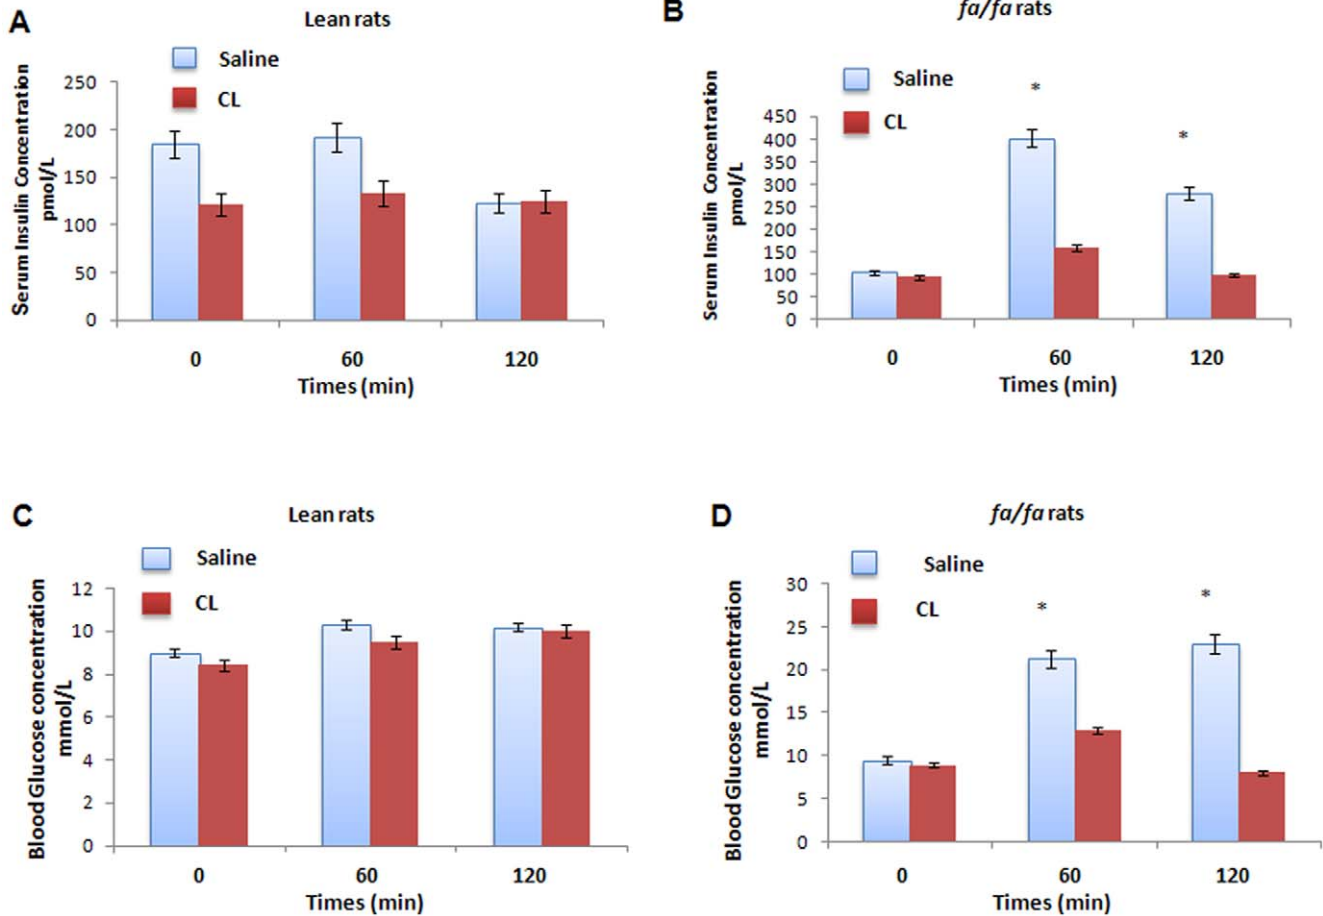 A
Lean rats
Saline
CL
Serum Insulin Concentration
pmol/L
250
200
150
100
50
0
0 60 120
Times (min)
B
fa/fa rats
Saline
CL
Serum Insulin Concentration
pmol/L
450
400
350
300
250
200
150
100
50
0
*
*
0 60 120
Times (min)
C
Lean rats
Saline
CL
Blood Glucose concentration
mmol/L
12
10
8
6
4
2
0
0 60 120
Times (min)
D
fa/fa rats
Saline
CL
Blood Glucose concentration
mmol/L
30
25
20
15
10
5
0
*
*
0 60 120
Times (min)